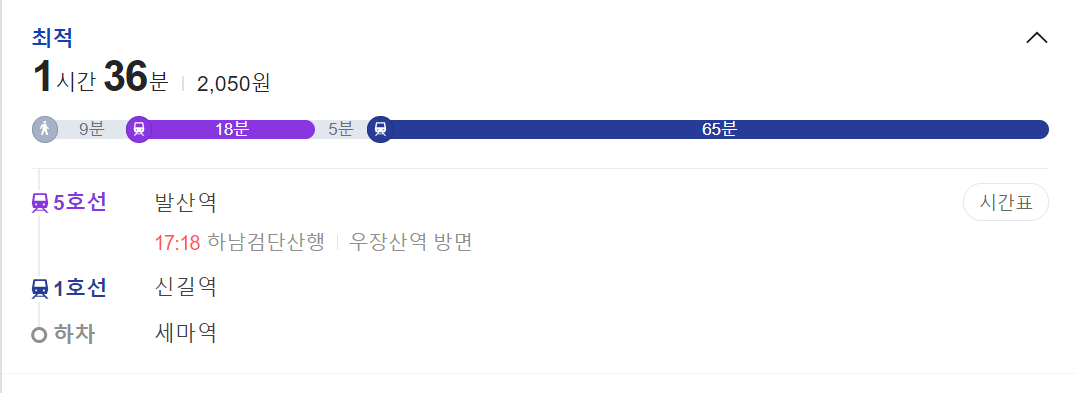 최적
1시간 36분 2,050원
9분 18분 5분 65분
5호선 발산역 시간표
17:18 하남검단산행 우장산역 방면
1호선 신길역
하차 세마역